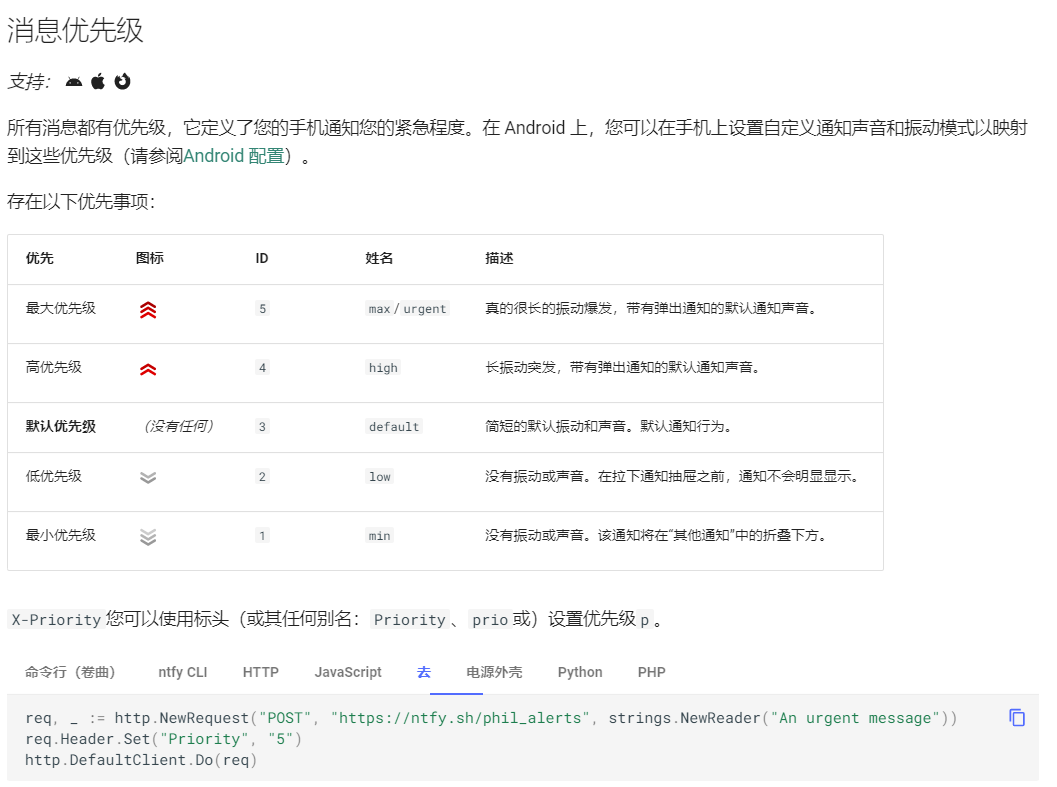 消息优先级
支持：
所有消息都有优先级，它定义了您的手机通知您的紧急程度。在 Android 上，您可以在手机上设置自定义通知声音和振动模式以映射
到这些优先级（请参阅Android 配置）。
存在以下优先事项：
优先 图标 ID 姓名 描述
最大优先级 5 max / urgent 真的很长的振动爆发，带有弹出通知的默认通知声音。
高优先级 4 high 长振动突发，带有弹出通知的默认通知声音。
默认优先级 （没有任何） 3 default 简短的默认振动和声音。默认通知行为。
低优先级 2 low 没有振动或声音。在拉下通知抽屉之前，通知不会明显显示。
最小优先级 1 min 没有振动或声音。该通知将在“其他通知”中的折叠下方。
X-Priority 您可以使用标头（或其任何别名：Priority、prio 或）设置优先级 p 。
命令行（卷曲） ntfy CLI HTTP JavaScript 去 电源外壳 Python PHP
req, _ := http.NewRequest("POST", "https://ntfy.sh/phil_alerts", strings.NewReader("An urgent message"))
req.Header.Set("Priority", "5")
http.DefaultClient.Do(req)